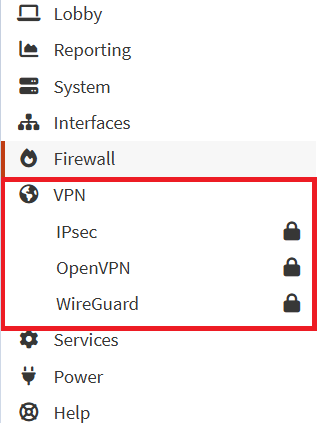 Lobby
Reporting
System
Interfaces
Firewall
VPN
IPsec
OpenVPN
WireGuard
Services
Power
Help